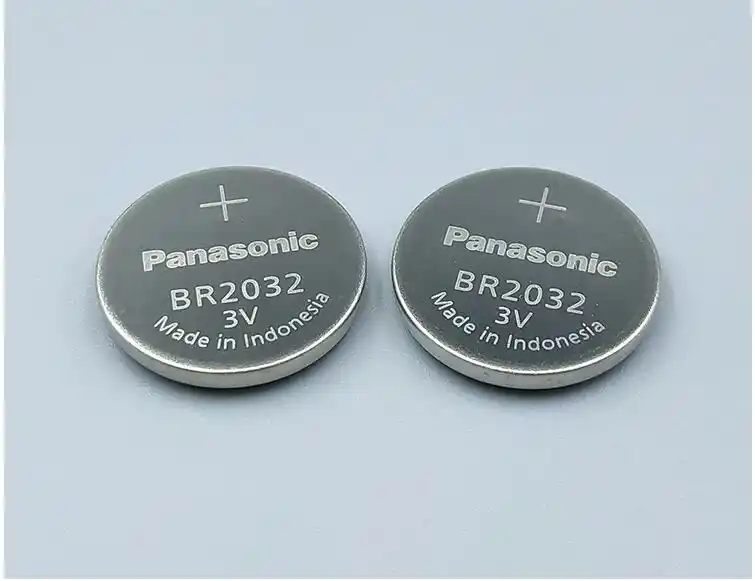 +
Panasonic
BR2032
3V
Made in Indonesia
+
Panasonic
BR2032
3V
Made in Indonesia